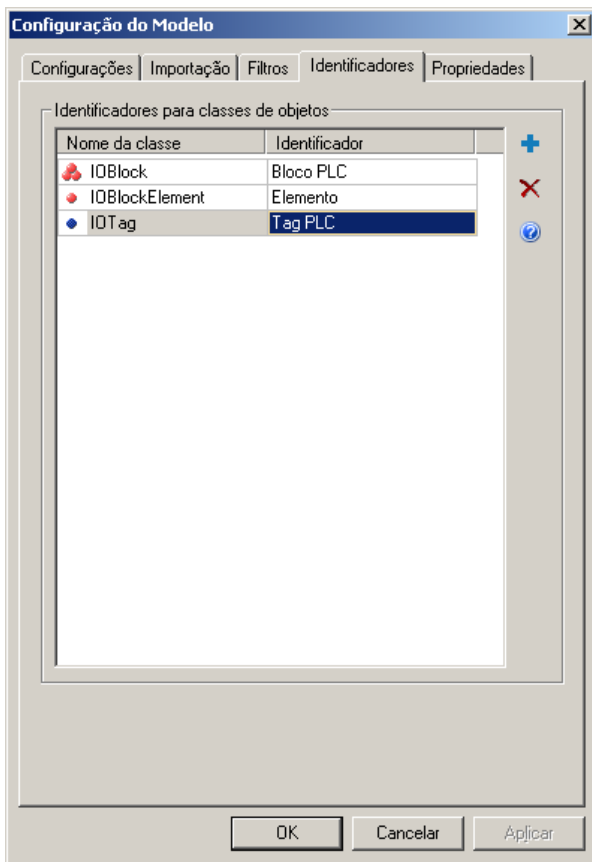 Configuração do Modelo
Configurações Importação Filtros Identificadores Propriedades
Identificadores para classes de objetos
Nome da classe Identificador
IOBlock Bloco PLC
IOBlockElement Elemento
IOTag Tag PLC
OK Cancelar Aplicar